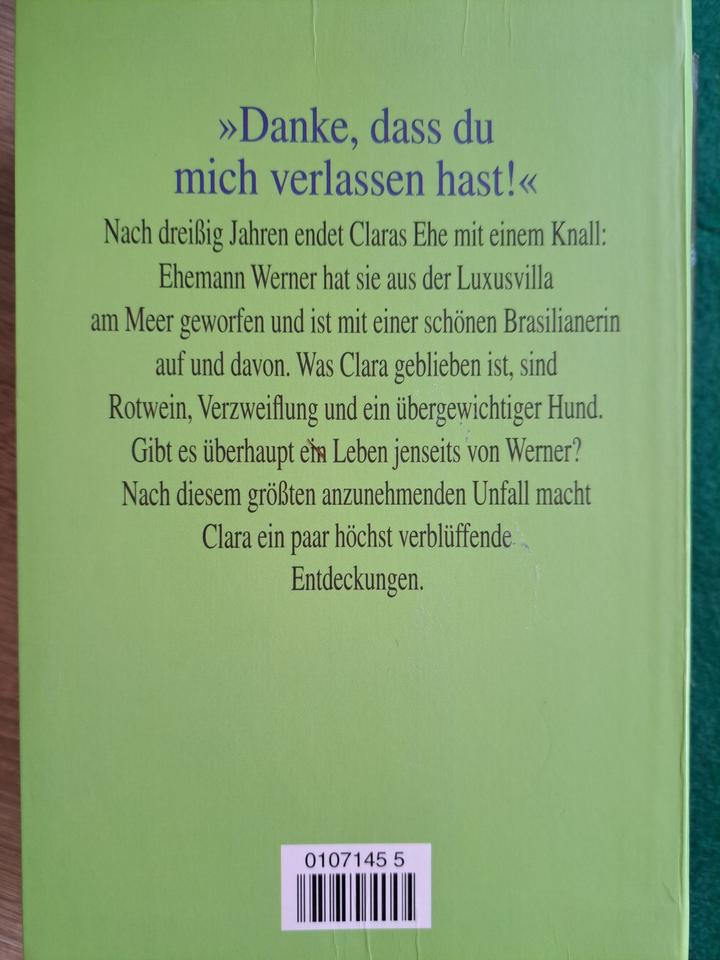 »Danke, dass du
mich verlassen hast!«
Nach dreißig Jahren endet Claras Ehe mit einem Knall:
Ehemann Werner hat sie aus der Luxusvilla
am Meer geworfen und ist mit einer schönen Brasilianerin
auf und davon. Was Clara geblieben ist, sind
Rotwein, Verzweiflung und ein übergewichtiger Hund.
Gibt es überhaupt ein Leben jenseits von Werner?
Nach diesem größten anzunehmenden Unfall macht
Clara ein paar höchst verblüffende
Entdeckungen.
0107145 5